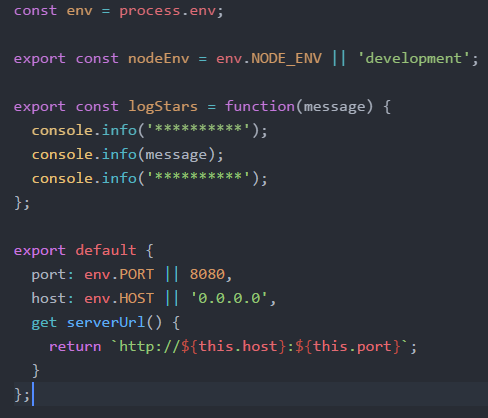 const env = process.env;

export const nodeEnv = env.NODE_ENV || 'development';

export const logStars = function(message) {
  console.info('**********');
  console.info(message);
  console.info('**********');
};

export default {
  port: env.PORT || 8080,
  host: env.HOST || '0.0.0.0',
  get serverUrl() {
    return `http://${this.host}:${this.port}`;
  }
};